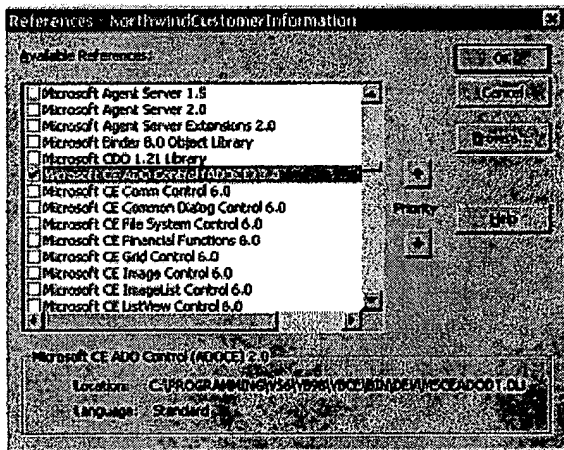 References - NorthwindCustomerInformation
Available References:
OK
Cancel
Browse...
Help
Priority
Microsoft Agent Server 1.5
Microsoft Agent Server 2.0
Microsoft Agent Server Extensions 2.0
Microsoft Binder 8.0 Object Library
Microsoft CDO 1.21 Library
Microsoft CE ADO Control (ADOCE) 2.0
Microsoft CE Comm Control 6.0
Microsoft CE Common Dialog Control 6.0
Microsoft CE File System Control 6.0
Microsoft CE Financial Functions 6.0
Microsoft CE Grid Control 6.0
Microsoft CE Image Control 6.0
Microsoft CE ImageList Control 6.0
Microsoft CE ListView Control 6.0
Microsoft CE ADO Control (ADOCE) 2.0
Location:
Language: Standard